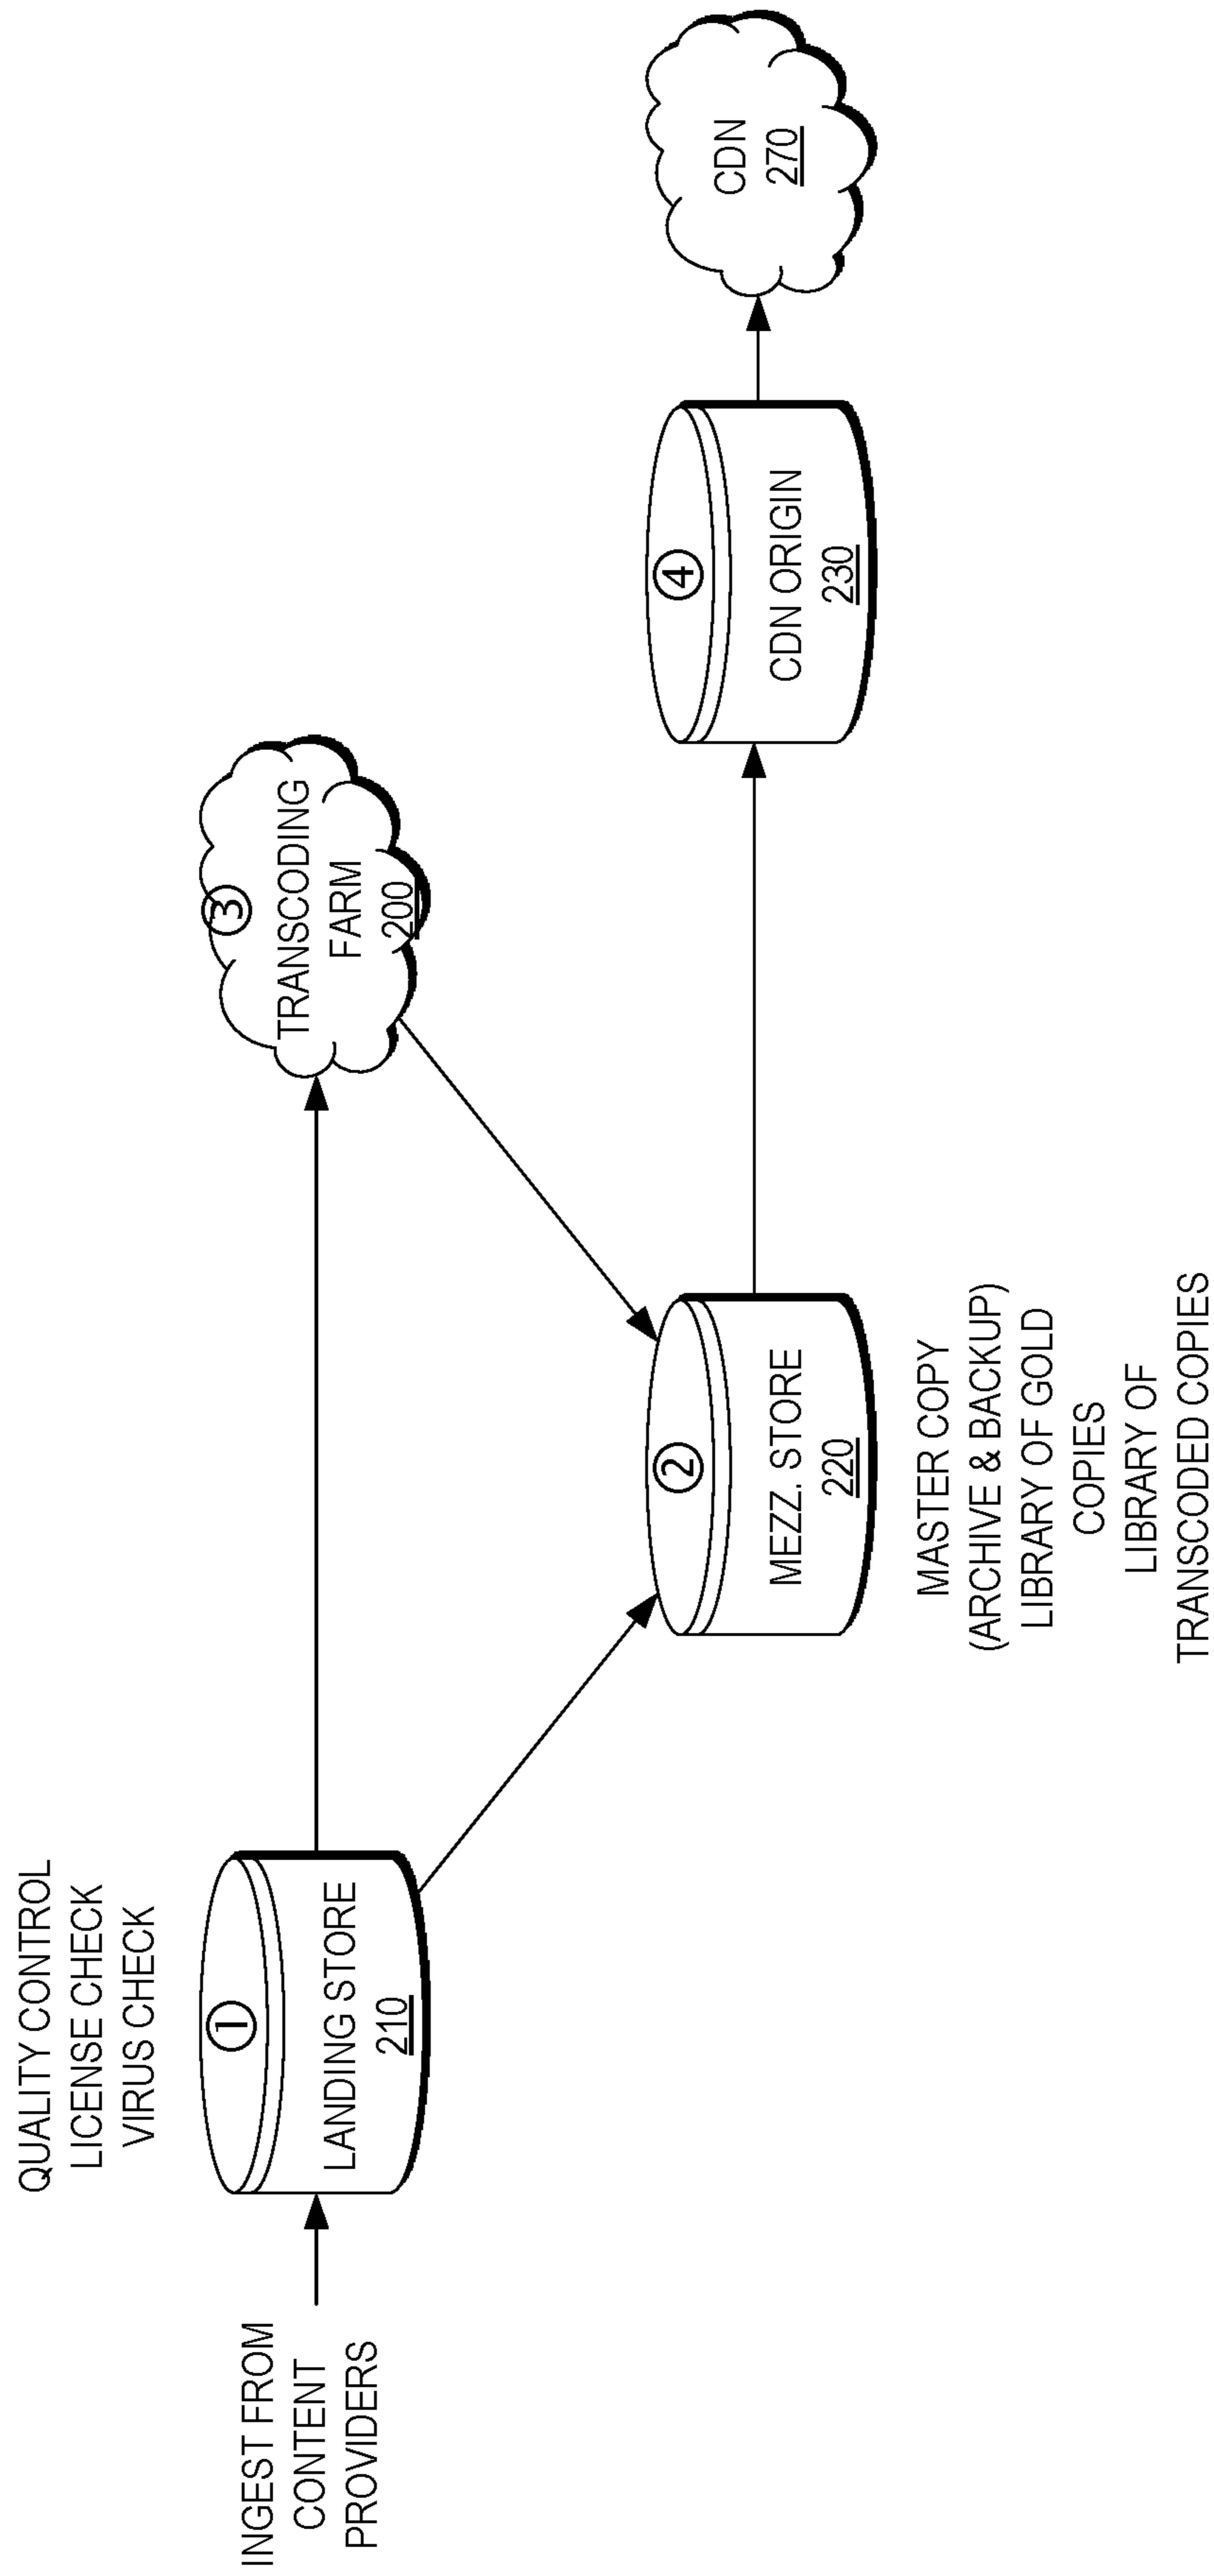 QUALITY CONTROL
LICENSE CHECK
VIRUS CHECK
INGEST FROM
CONTENT
PROVIDERS
①
LANDING STORE
210
③
TRANSCODING
FARM
200
②
MEZZ. STORE
220
MASTER COPY
(ARCHIVE & BACKUP)
LIBRARY OF GOLD
COPIES
LIBRARY OF
TRANSCODED COPIES
④
CDN ORIGIN
230
CDN
270